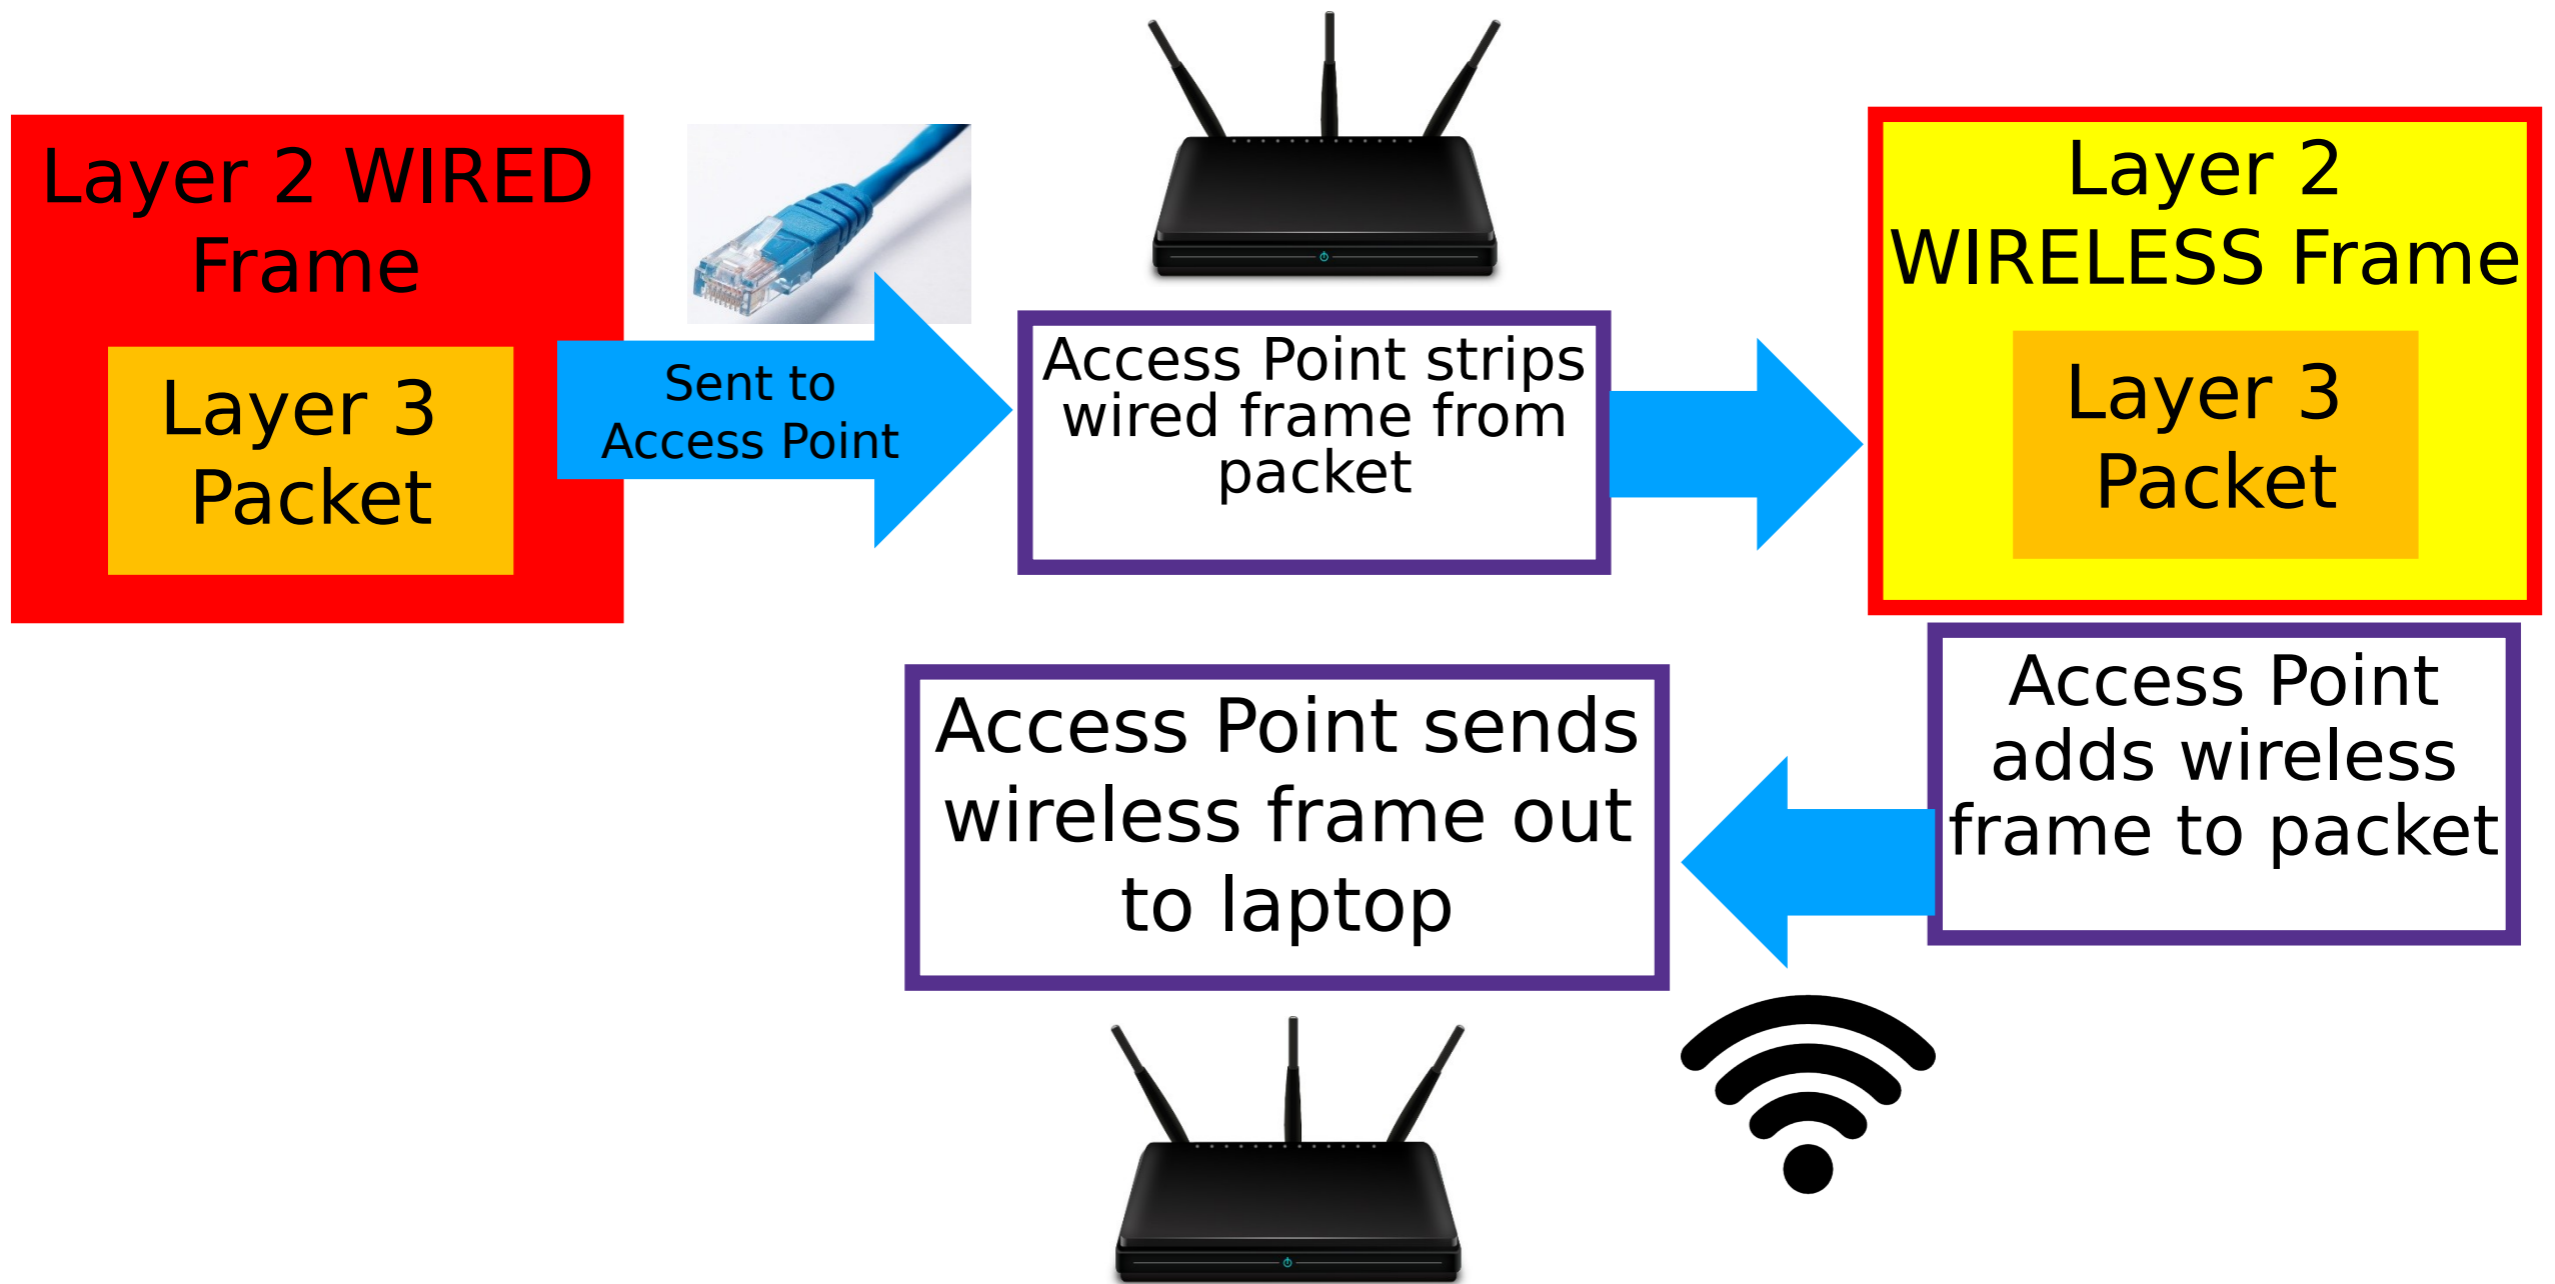 Layer 2 WIRED
Frame
Layer 3
Packet
Sent to
Access Point
Access Point strips
wired frame from
packet
Layer 2
WIRELESS Frame
Layer 3
Packet
Access Point
adds wireless
frame to packet
Access Point sends
wireless frame out
to laptop